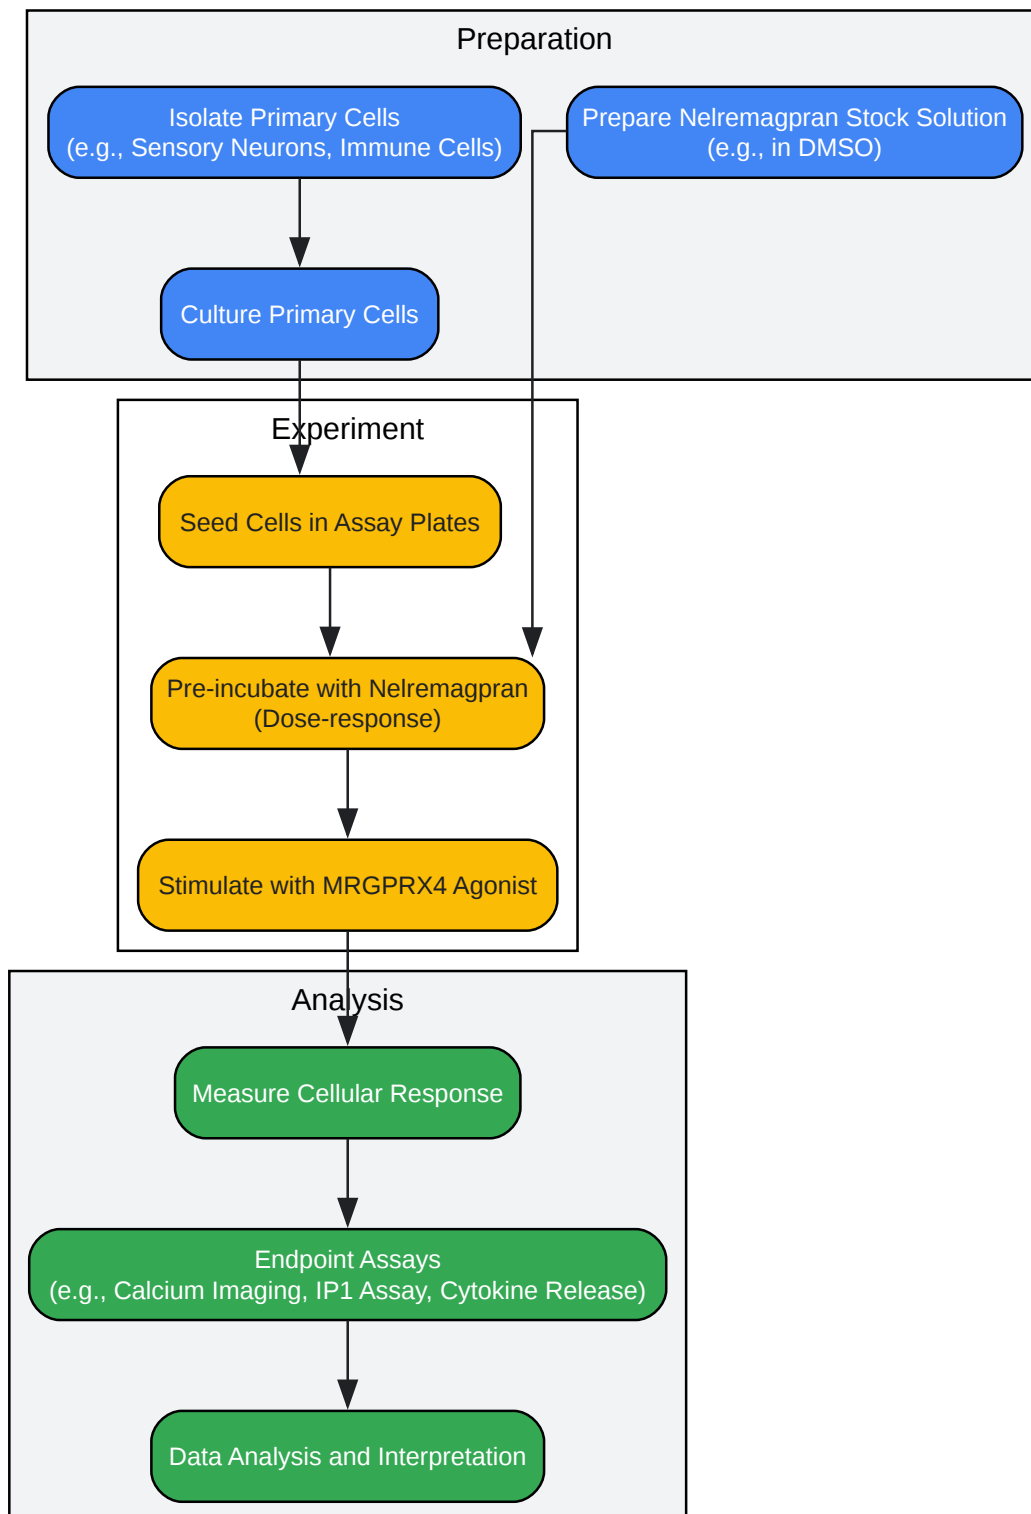 Preparation
Isolate Primary Cells
(e.g., Sensory Neurons, Immune Cells)
Prepare Nelremagpran Stock Solution
(e.g., in DMSO)
Culture Primary Cells
Experiment
Seed Cells in Assay Plates
Pre-incubate with Nelremagpran
(Dose-response)
Stimulate with MRGPRX4 Agonist
Analysis
Measure Cellular Response
Endpoint Assays
(e.g., Calcium Imaging, IP1 Assay, Cytokine Release)
Data Analysis and Interpretation